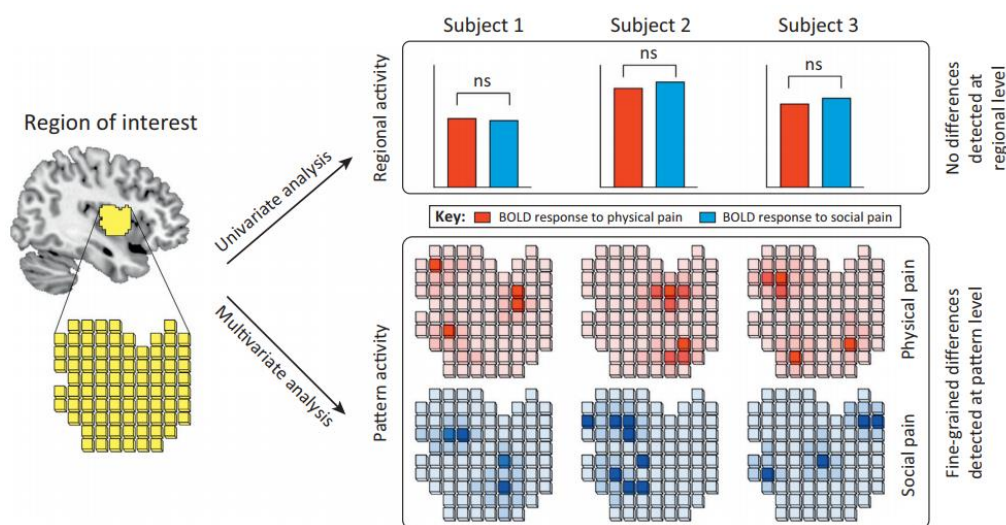 Subject 1
Subject 2
Subject 3
Region of interest
Univariate analysis
Regional activity
ns
ns
ns
No differences
detected at
regional level
Key: BOLD response to physical pain BOLD response to social pain
Multivariate analysis
Pattern activity
Physical pain
Social pain
Fine-grained differences
detected at pattern level